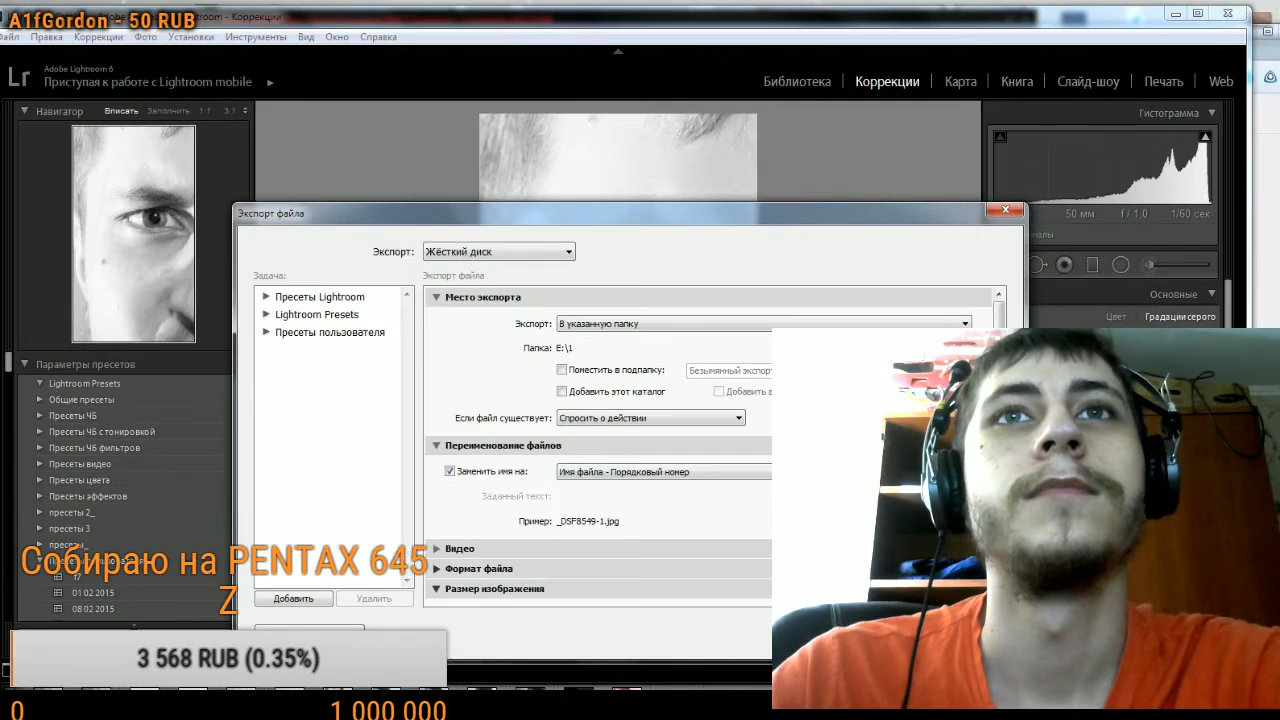 A1fGordon - 50 RUB
room - Коррекции
Файл Правка Коррекции Фото Установки Инструменты Вид Окно Справка
Lr
Adobe Lightroom 6
Приступая к работе с Lightroom mobile
Библиотека Коррекции Карта Книга Слайд-шоу Печать Web
Навигатор Вписать Заполнить 1:1 3:1
Гистограмма
50 мм f / 1,0 1/60 сек
Основные
Цвет Градации серого
Параметры пресетов
Lightroom Presets
Общие пресеты
Пресеты ЧБ
Пресеты ЧБ с тонировкой
Пресеты ЧБ фильтров
Пресеты видео
Пресеты цвета
Пресеты эффектов
пресеты 2_
пресеты 3
пресеты_
17
01 02 2015
08 02 2015
Экспорт файла
Экспорт: Жёсткий диск
Задача:
Пресеты Lightroom
Lightroom Presets
Пресеты пользователя
Добавить Удалить
Экспорт файла
Место экспорта
Экспорт: В указанную папку
Папка: E:\1
Поместить в подпапку: Безымянный экспорт
Добавить этот каталог Добавить в
Если файл существует: Спросить о действии
Переименование файлов
Заменить имя на: Имя файла - Порядковый номер
Заданный текст:
Пример: _DSF8549-1.jpg
Видео
Формат файла
Размер изображения
Собираю на PENTAX 645
Z
3 568 RUB (0.35%)
0 1 000 000